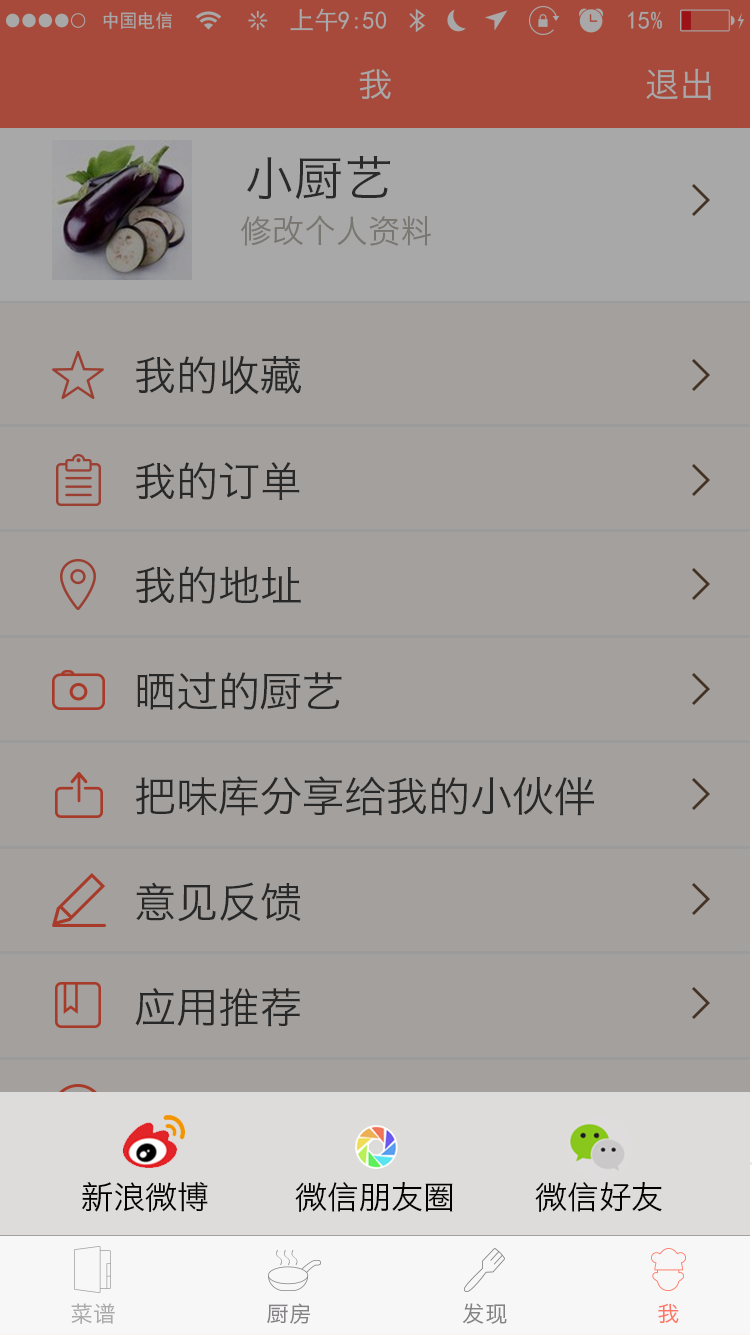 中国电信 上午9:50 15%
我 退出
小厨艺
修改个人资料
我的收藏
我的订单
我的地址
晒过的厨艺
把味库分享给我的小伙伴
意见反馈
应用推荐
新浪微博 微信朋友圈 微信好友
菜谱 厨房 发现 我